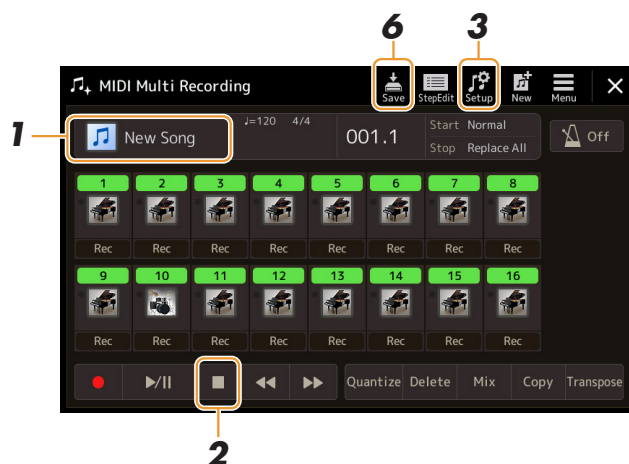 6 3
MIDI Multi Recording
Save StepEdit Setup New Menu
1
New Song
♩=120 4/4
001.1
Start Normal
Stop Replace All
Off
1 2 3 4 5 6 7 8
Rec Rec Rec Rec Rec Rec Rec Rec
9 10 11 12 13 14 15 16
Rec Rec Rec Rec Rec Rec Rec Rec
Quantize Delete Mix Copy Transpose
2